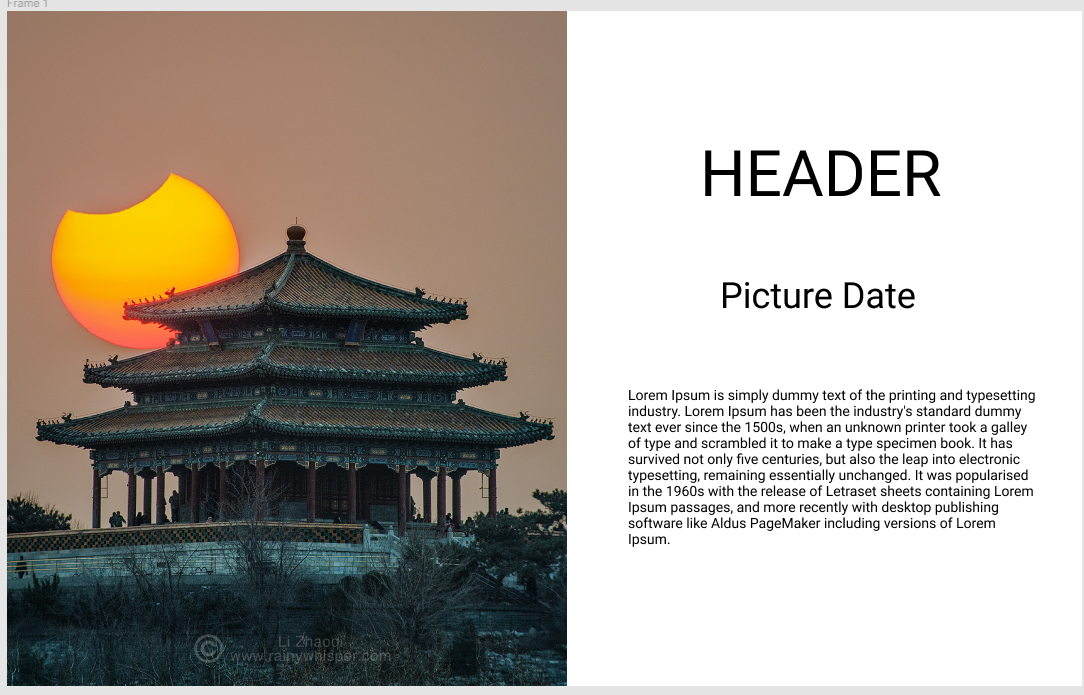 Frame 1
HEADER
Picture Date
Lorem Ipsum is simply dummy text of the printing and typesetting
industry. Lorem Ipsum has been the industry's standard dummy
text ever since the 1500s, when an unknown printer took a galley
of type and scrambled it to make a type specimen book. It has
survived not only five centuries, but also the leap into electronic
typesetting, remaining essentially unchanged. It was popularised
in the 1960s with the release of Letraset sheets containing Lorem
Ipsum passages, and more recently with desktop publishing
software like Aldus PageMaker including versions of Lorem
Ipsum.
© Li Zhaoqi
www.rainywhisper.com